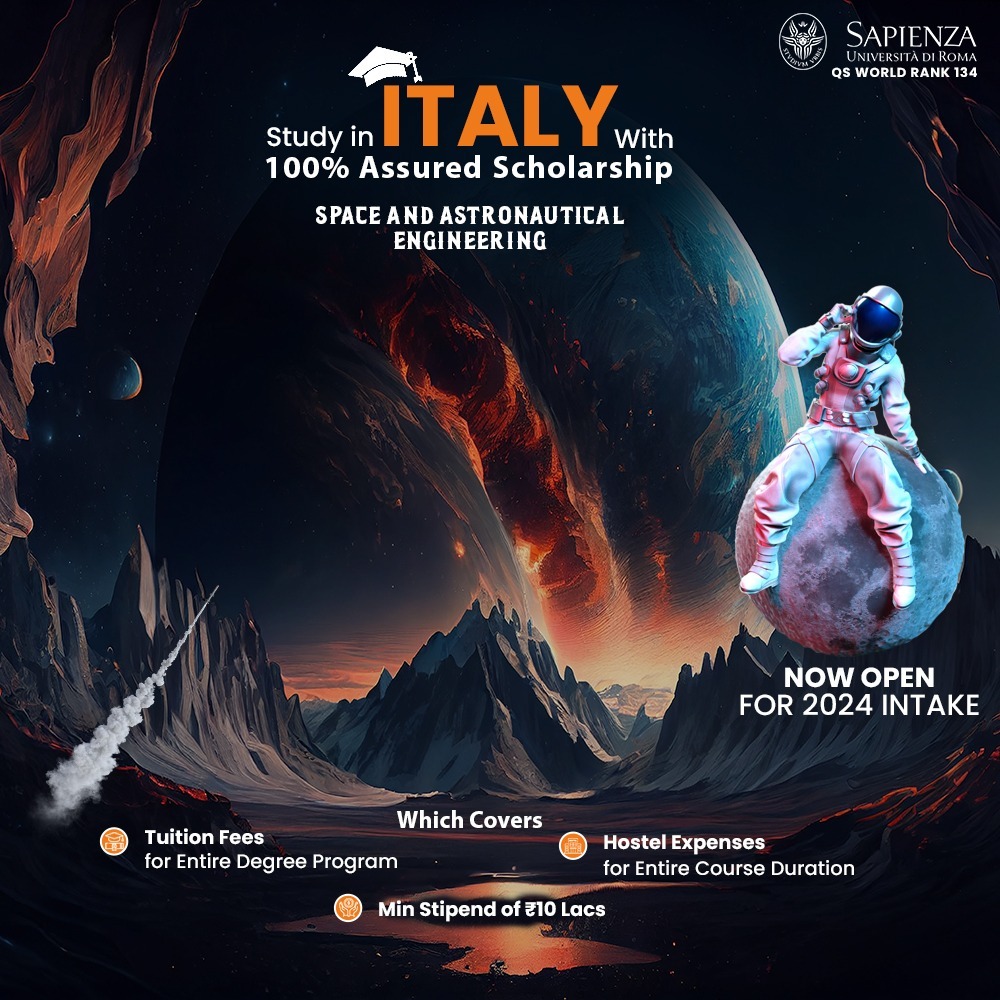 SAPIENZA
UNIVERSITÀ DI ROMA
QS WORLD RANK 134
STVDIVM VRBIS
Study in ITALY With
100% Assured Scholarship
SPACE AND ASTRONAUTICAL
ENGINEERING
NOW OPEN
FOR 2024 INTAKE
Which Covers
Tuition Fees
for Entire Degree Program
Hostel Expenses
for Entire Course Duration
Min Stipend of ₹10 Lacs